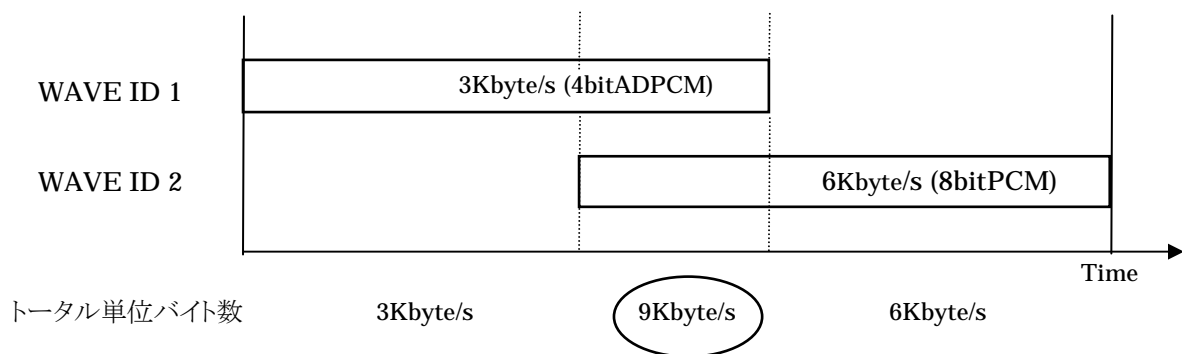 WAVE ID 1
3Kbyte/s (4bitADPCM)
WAVE ID 2
6Kbyte/s (8bitPCM)
Time
トータル単位バイト数 3Kbyte/s 9Kbyte/s 6Kbyte/s